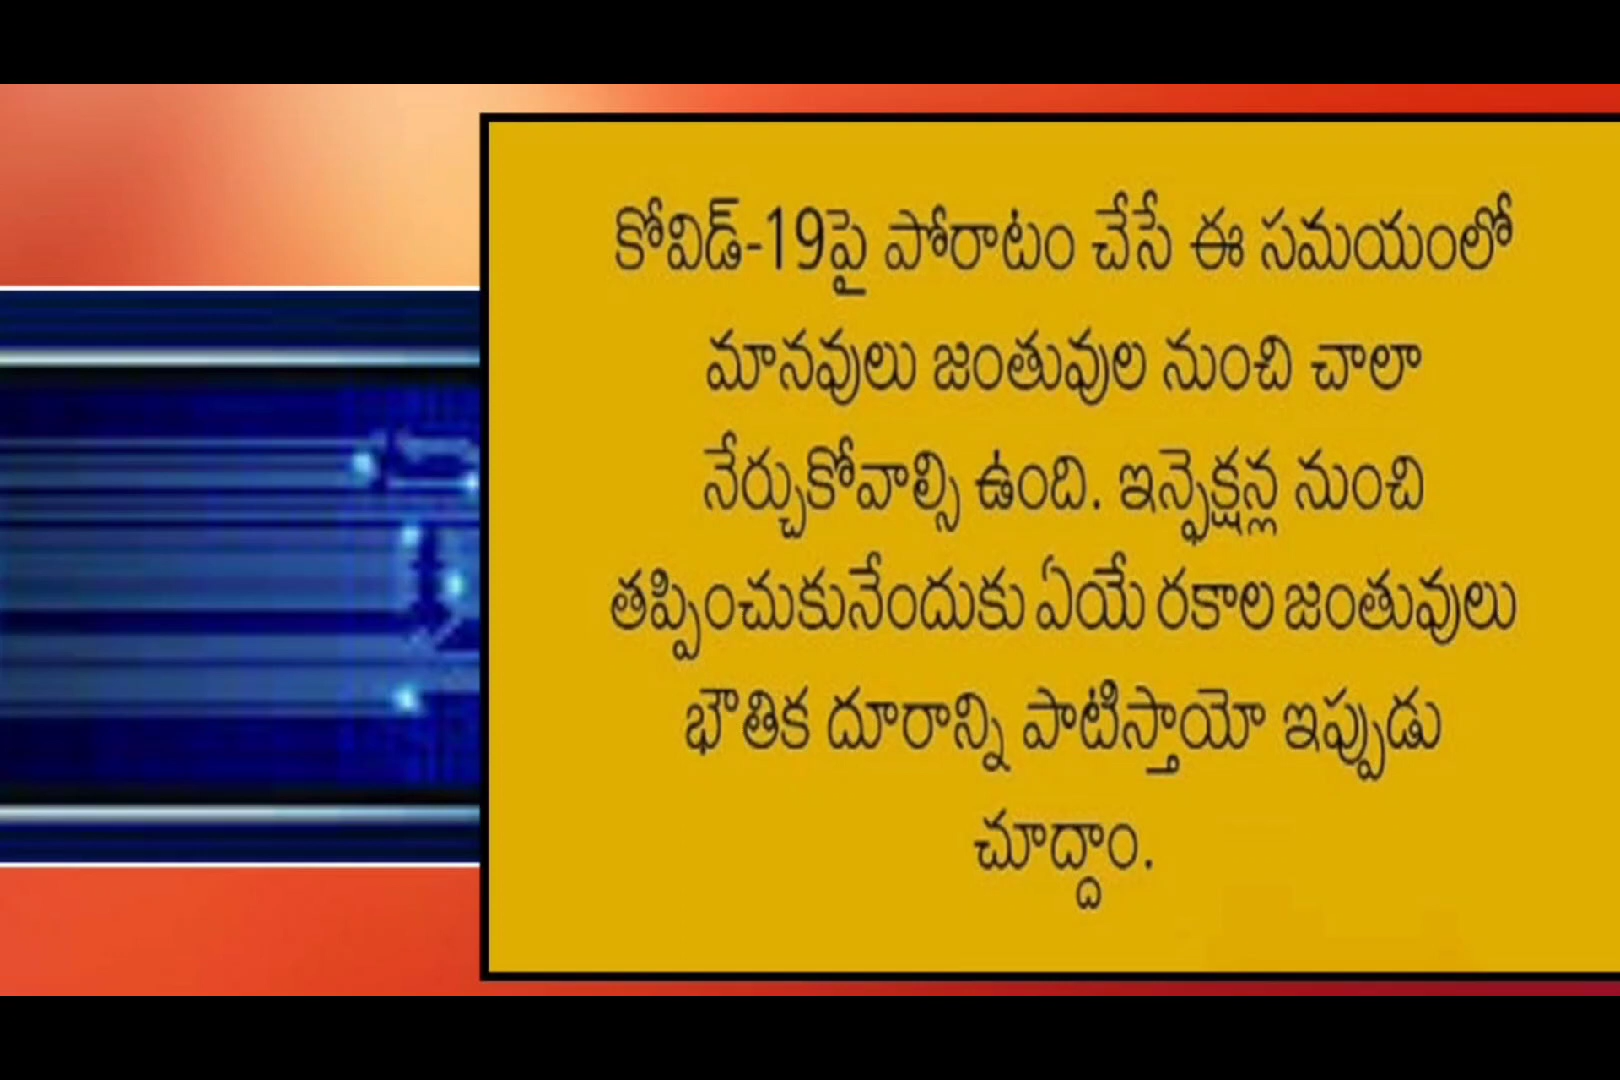 కోవిడ్-19పై పోరాటం చేసే ఈ సమయంలో
మానవులు జంతువుల నుంచి చాలా
నేర్చుకోవాల్సి ఉంది. ఇన్ఫెక్షన్ల నుంచి
తప్పించుకునేందుకు ఏయే రకాల జంతువులు
భౌతిక దూరాన్ని పాటిస్తాయో ఇప్పుడు
చూద్దాం.